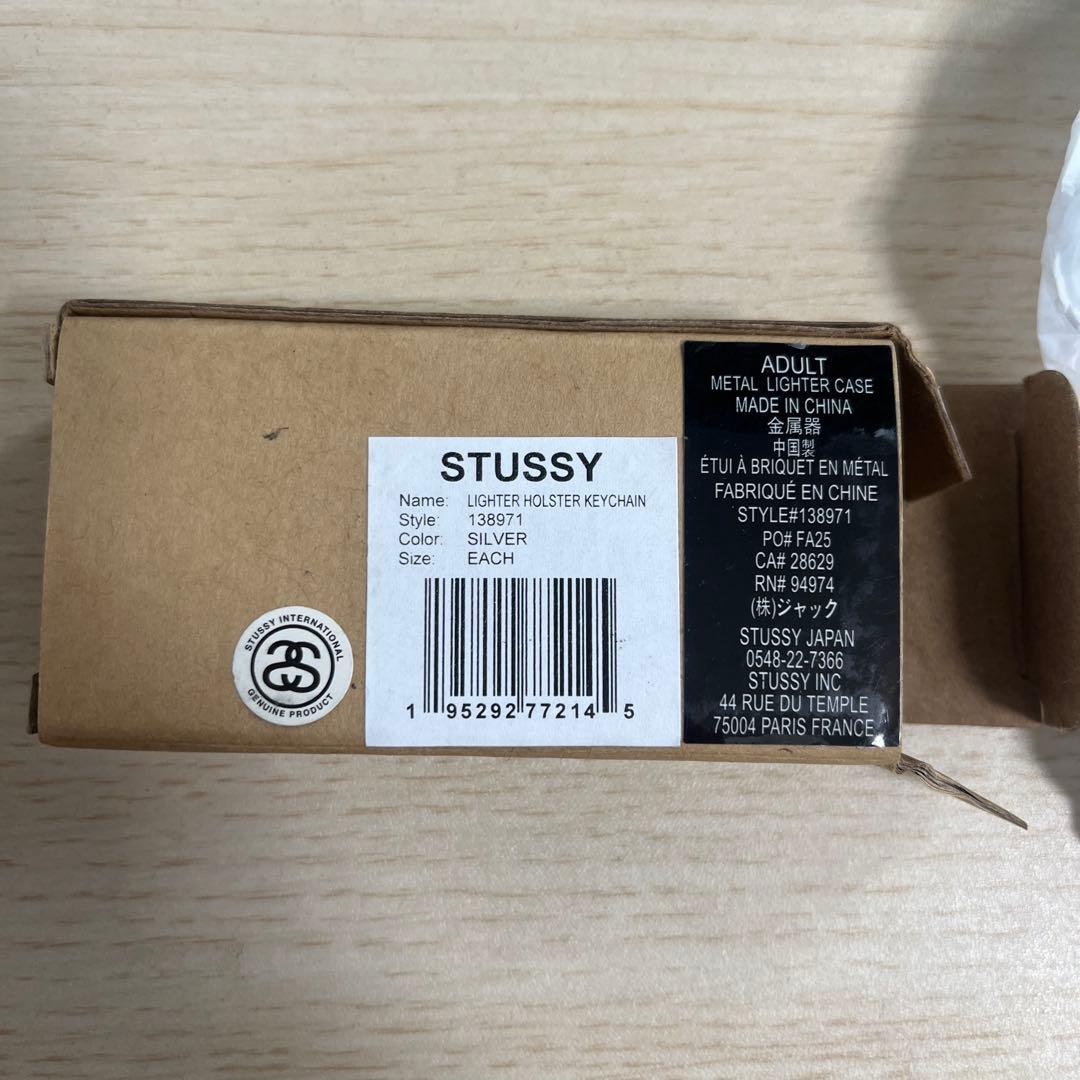 STUSSY
Name: LIGHTER HOLSTER KEYCHAIN
Style: 138971
Color: SILVER
Size: EACH
1 95292 77214 5
STUSSY INTERNATIONAL
GENUINE PRODUCT
ADULT
METAL LIGHTER CASE
MADE IN CHINA
金属器
中国製
ÉTUI À BRIQUET EN MÉTAL
FABRIQUÉ EN CHINE
STYLE#138971
PO# FA25
CA# 28629
RN# 94974
(株)ジャック
STUSSY JAPAN
0548-22-7366
STUSSY INC
44 RUE DU TEMPLE
75004 PARIS FRANCE